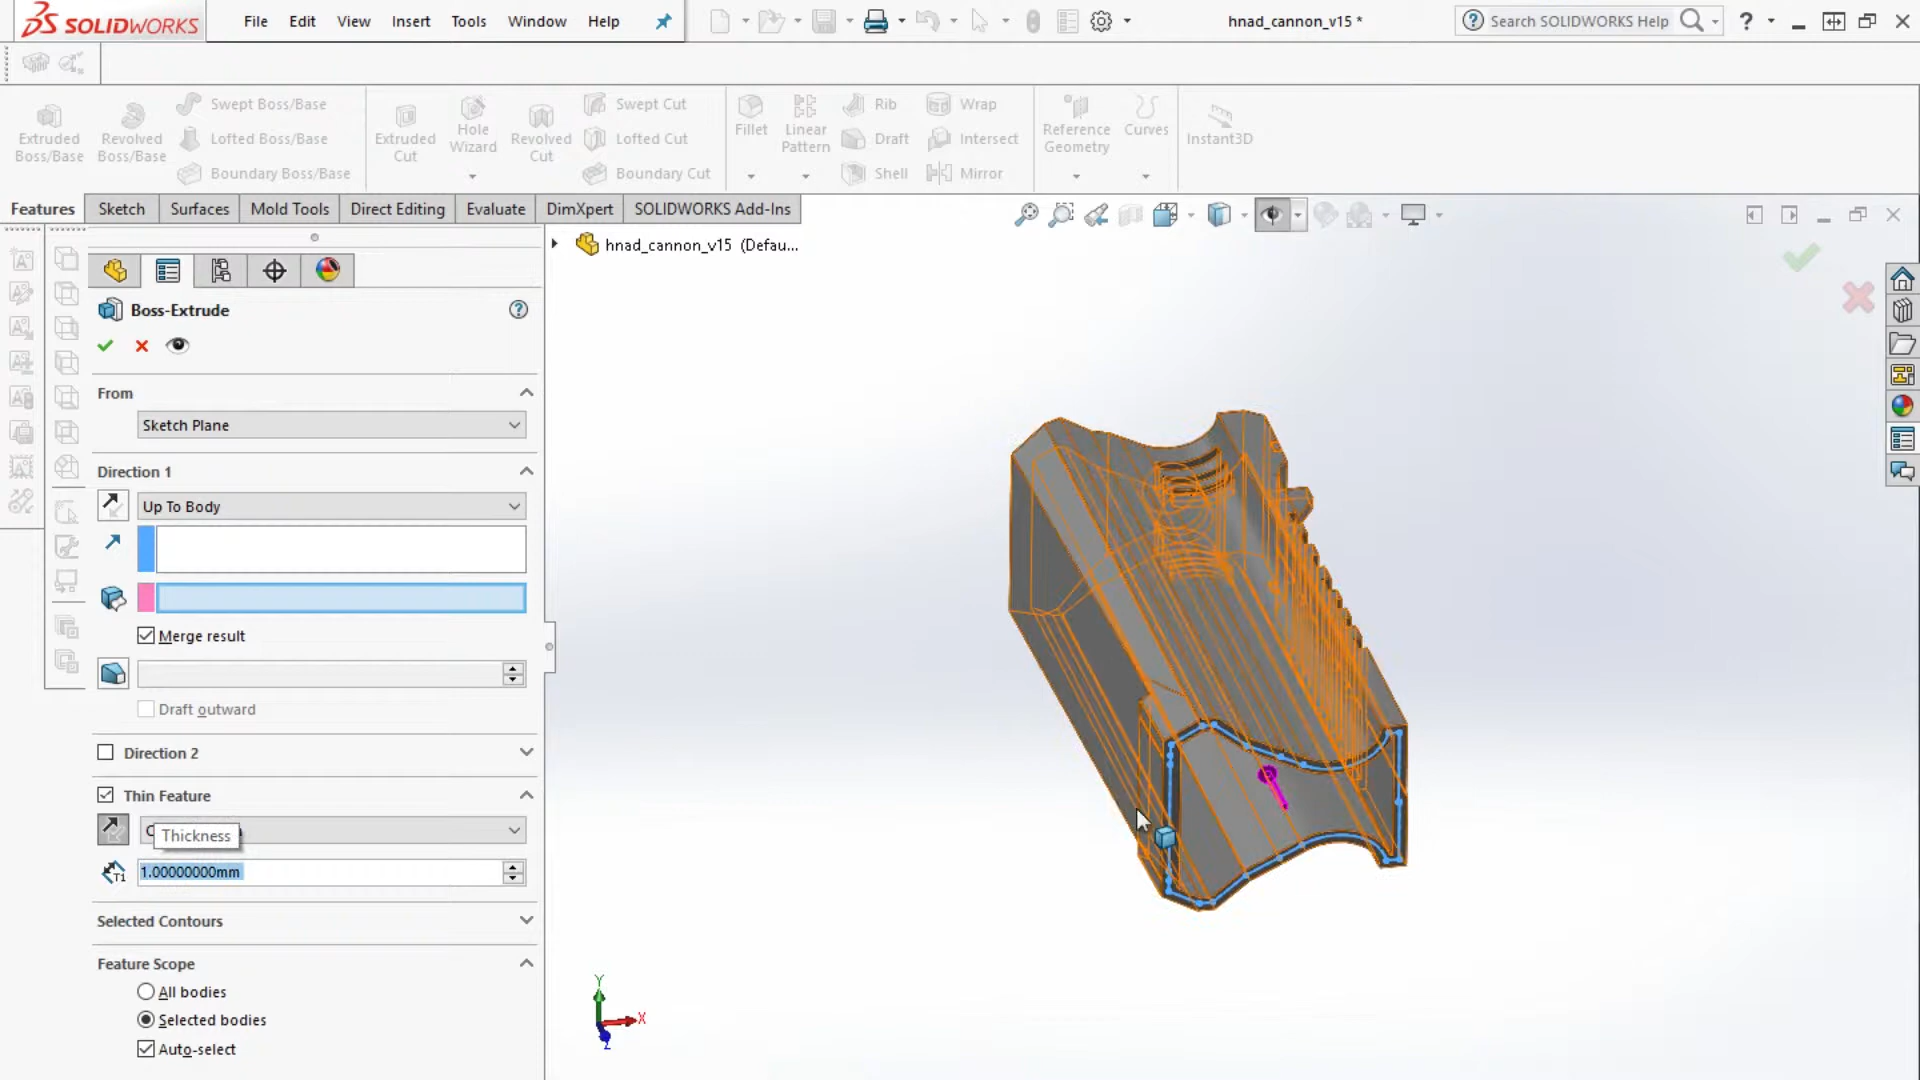 SOLIDWORKS
File Edit View Insert Tools Window Help
hnad_cannon_v15 *
Search SOLIDWORKS Help
Extruded Boss/Base
Revolved Boss/Base
Swept Boss/Base
Lofted Boss/Base
Boundary Boss/Base
Extruded Cut
Hole Wizard
Revolved Cut
Swept Cut
Lofted Cut
Boundary Cut
Fillet
Linear Pattern
Rib
Draft
Shell
Wrap
Intersect
Mirror
Reference Geometry
Curves
Instant3D
Features Sketch Surfaces Mold Tools Direct Editing Evaluate DimXpert SOLIDWORKS Add-Ins
hnad_cannon_v15 (Defau...
Boss-Extrude
From
Sketch Plane
Direction 1
Up To Body
Merge result
Draft outward
Direction 2
Thin Feature
Thickness
T1
1.00000000mm
Selected Contours
Feature Scope
All bodies
Selected bodies
Auto-select
Y
X
Z